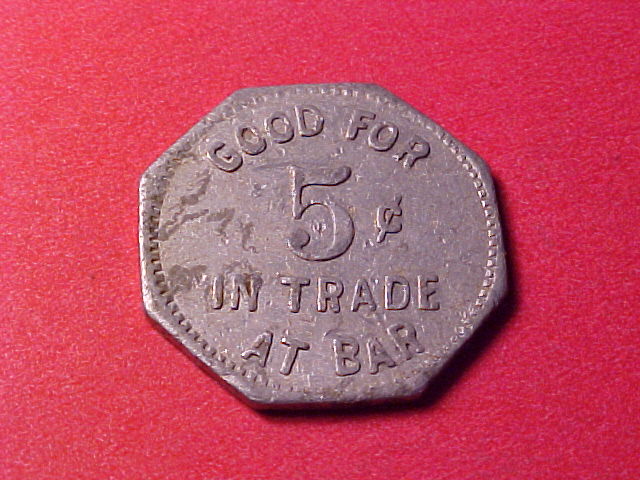 GOOD FOR
5 ¢
IN TRADE
AT BAR